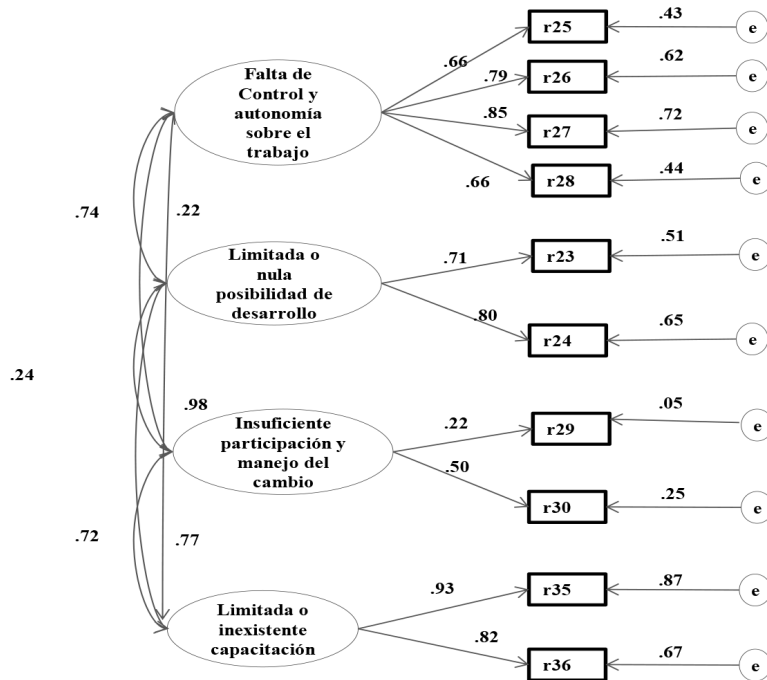 Falta de
Control y
autonomía
sobre el
trabajo
.66
.79
.85
.66
r25
r26
r27
r28
.43
.62
.72
.44
e
e
e
e
.74
.22
Limitada o
nula
posibilidad de
desarrollo
.71
.80
r23
r24
.51
.65
e
e
.24
.98
Insuficiente
participación y
manejo del
cambio
.22
.50
r29
r30
.05
.25
e
e
.72
.77
Limitada o
inexistente
capacitación
.93
.82
r35
r36
.87
.67
e
e